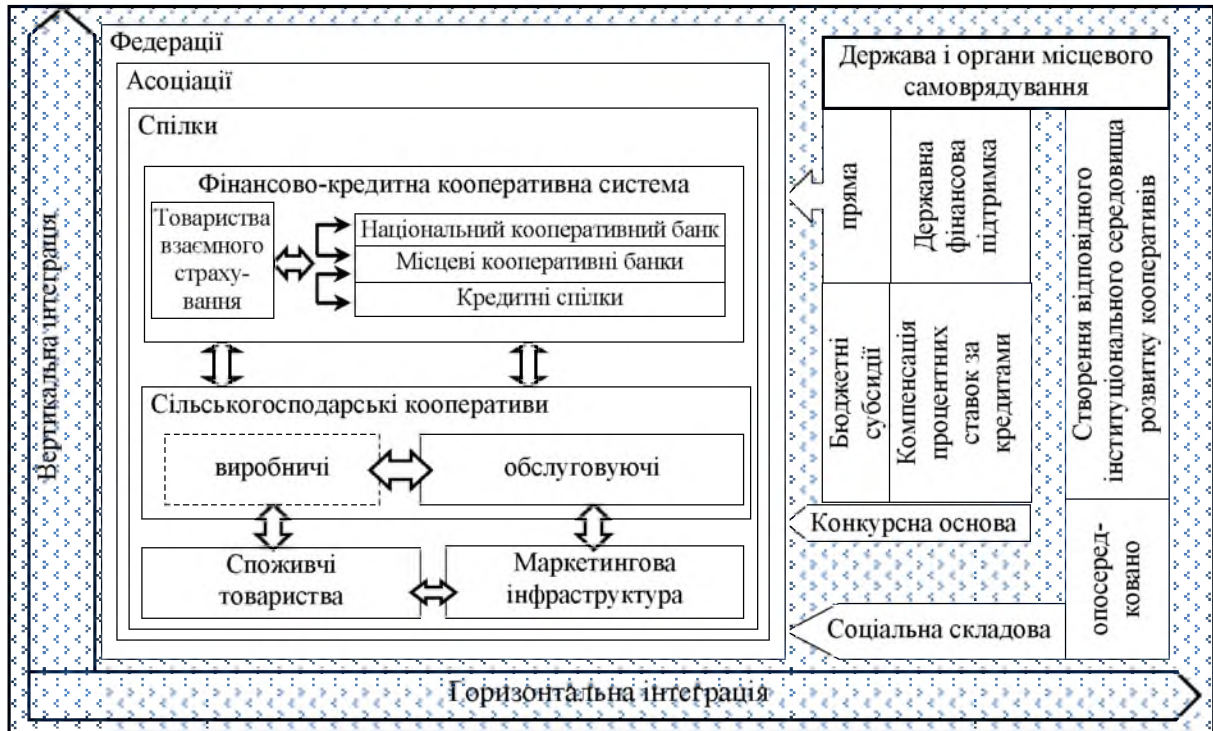 Федерації
Асоціації
Спілки
Фінансово-кредитна кооперативна система
Товариства
взаємного
страху-
вання
Національний кооперативний банк
Місцеві кооперативні банки
Кредитні спілки
Сільськогосподарські кооперативи
виробничі
обслуговуючі
Споживчі
товариства
Маркетингова
інфраструктура
Вертикальна інтеграція
Горизонтальна інтеграція
Держава і органи місцевого
самоврядування
пряма
Державна
фінансова
підтримка
Бюджетні
субсидії
Компенсація
процентних
ставок за
кредитами
Створення відповідного
інституціонального середовища
розвитку кооперативів
Конкурсна основа
Соціальна складова
опосеред-
ковано